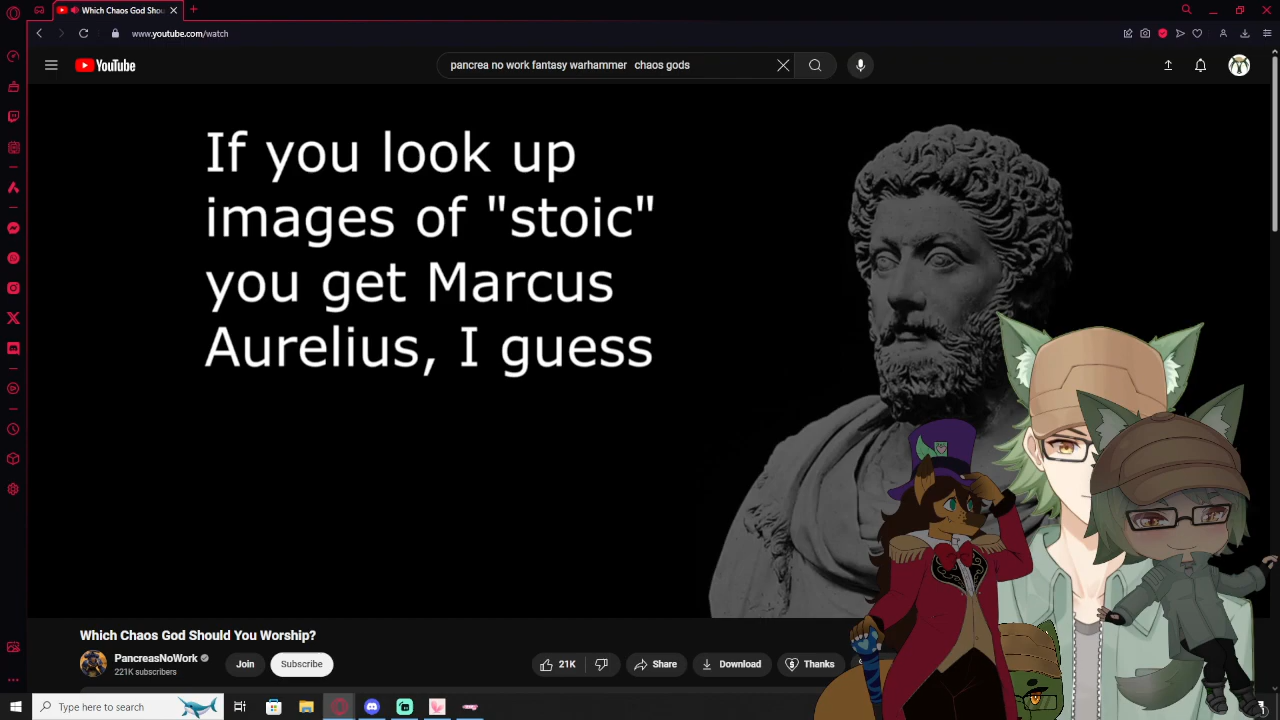 Which Chaos God Shou
www.youtube.com/watch
YouTube
pancrea no work fantasy warhammer chaos gods
If you look up
images of "stoic"
you get Marcus
Aurelius, I guess
Which Chaos God Should You Worship?
PancreasNoWork
221K subscribers
Join
Subscribe
21K
Share
Download
Thanks
Type here to search